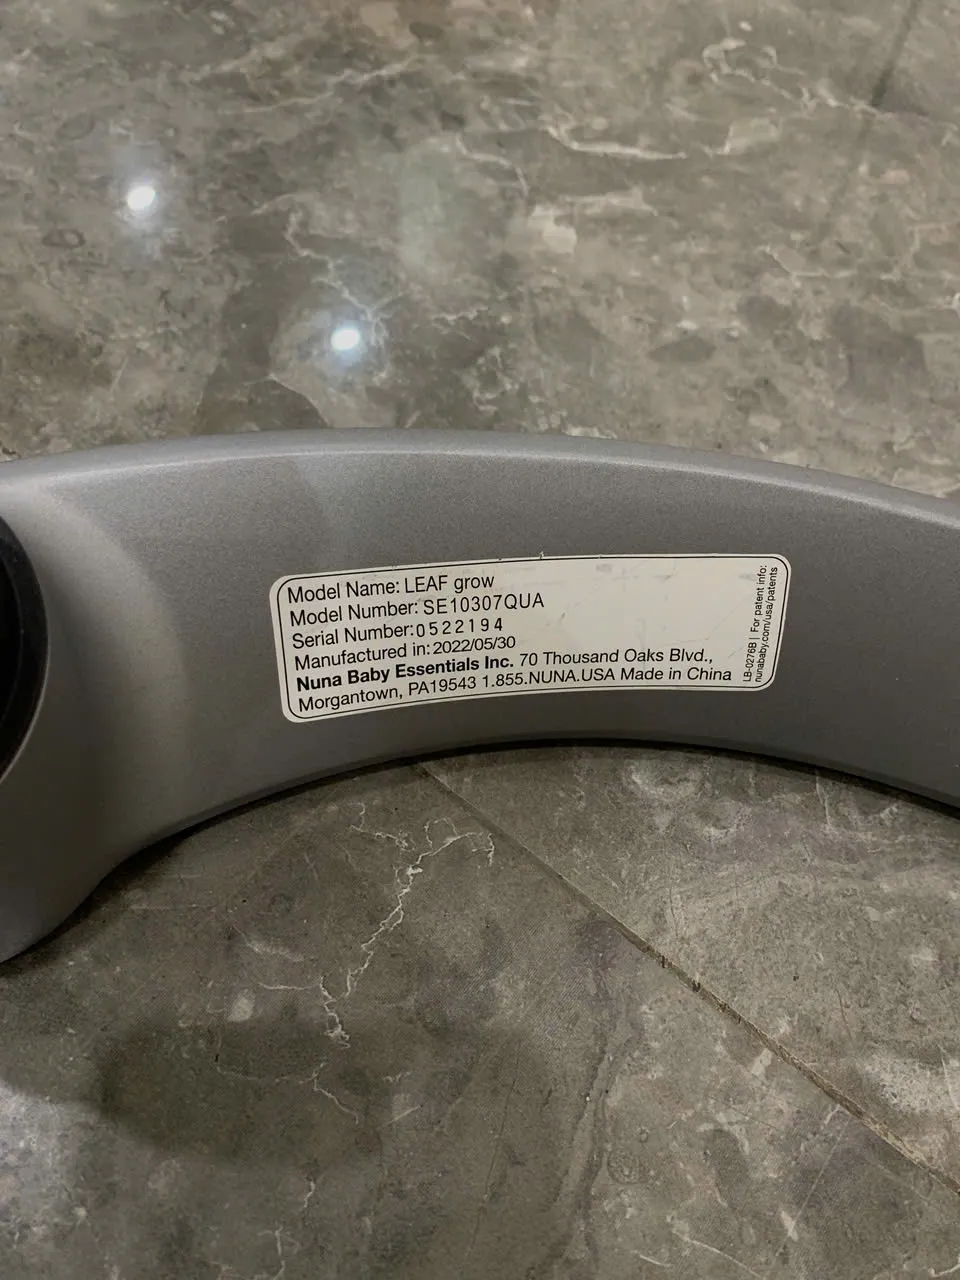 Model Name: LEAF grow
Model Number: SE10307QUA
Serial Number:0522194
Manufactured in:2022/05/30
Nuna Baby Essentials Inc. 70 Thousand Oaks Blvd.,
Morgantown, PA19543 1.855.NUNA.USA Made in China
LB-0276B | For patent info:
nunababy.com/usa/patents